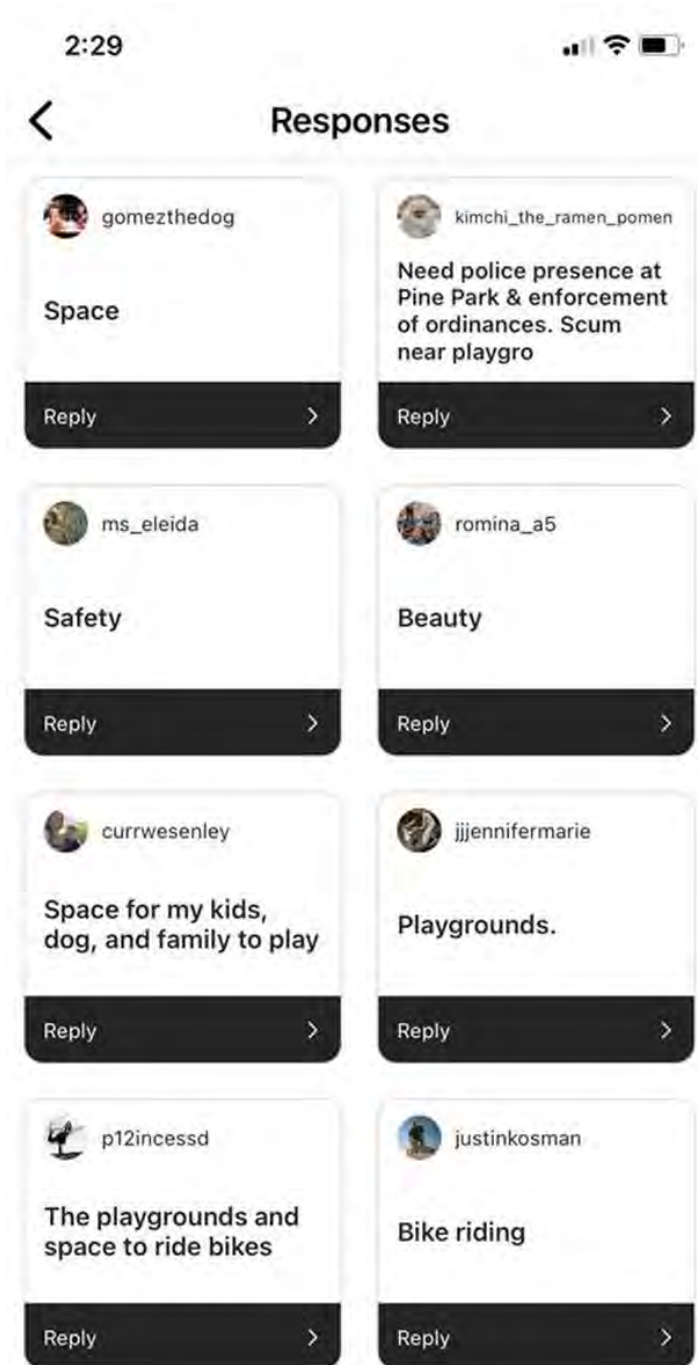 2:29
Responses
gomezthedog
Space
Reply
kimchi_the_ramen_pomen
Need police presence at
Pine Park & enforcement
of ordinances. Scum
near playgro
Reply
ms_eleida
Safety
Reply
romina_a5
Beauty
Reply
currwesenley
Space for my kids,
dog, and family to play
Reply
jjjennifermarie
Playgrounds.
Reply
p12incessd
The playgrounds and
space to ride bikes
Reply
justinkosman
Bike riding
Reply